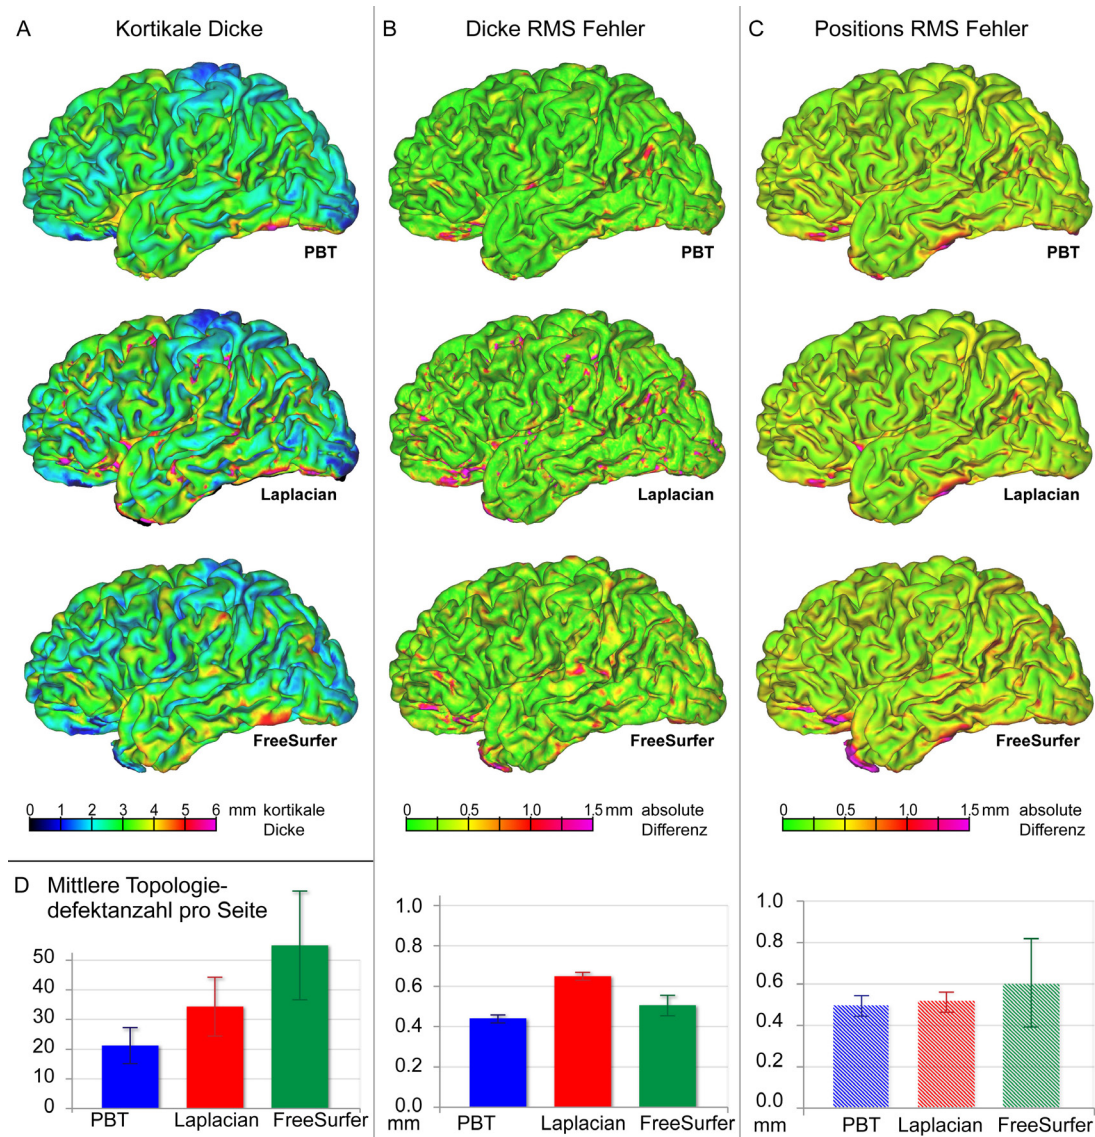 A Kortikale Dicke
PBT
Laplacian
FreeSurfer
0 1 2 3 4 5 6 mm kortikale
Dicke
B Dicke RMS Fehler
PBT
Laplacian
FreeSurfer
0 0.5 1.0 1.5 mm absolute
Differenz
C Positions RMS Fehler
PBT
Laplacian
FreeSurfer
0 0.5 1.0 1.5 mm absolute
Differenz
D Mittlere Topologie-
defektanzahl pro Seite
50
40
30
20
10
0
PBT Laplacian FreeSurfer
1.0
0.8
0.6
0.4
0.2
0.0
mm PBT Laplacian FreeSurfer
1.0
0.8
0.6
0.4
0.2
0.0
mm PBT Laplacian FreeSurfer